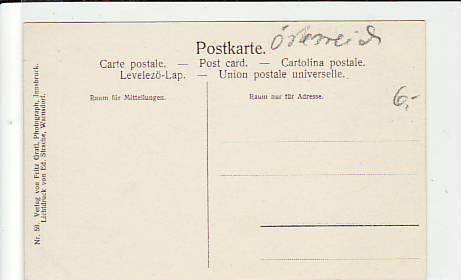 Österreich
Postkarte.
Carte postale. — Post card. — Cartolina postale.
Levelezö-Lap. — Union postale universelle.
Raum für Mitteilungen.
Raum nur für Adresse.
6,-
Nr. 59. Verlag von Fritz Gratl, Photograph, Innsbruck.
Lichtdruck von Ed. Strache, Warnsdorf.